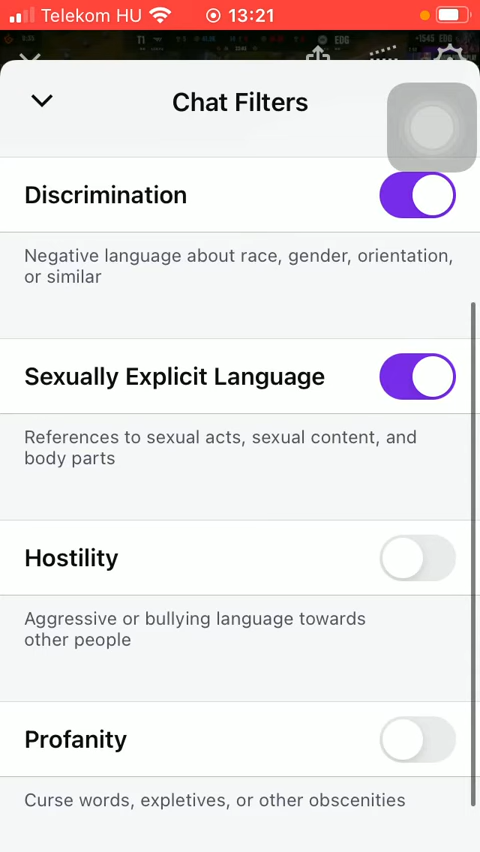 Telekom HU 13:21
T1 EDG
Chat Filters
Discrimination
Negative language about race, gender, orientation,
or similar
Sexually Explicit Language
References to sexual acts, sexual content, and
body parts
Hostility
Aggressive or bullying language towards
other people
Profanity
Curse words, expletives, or other obscenities